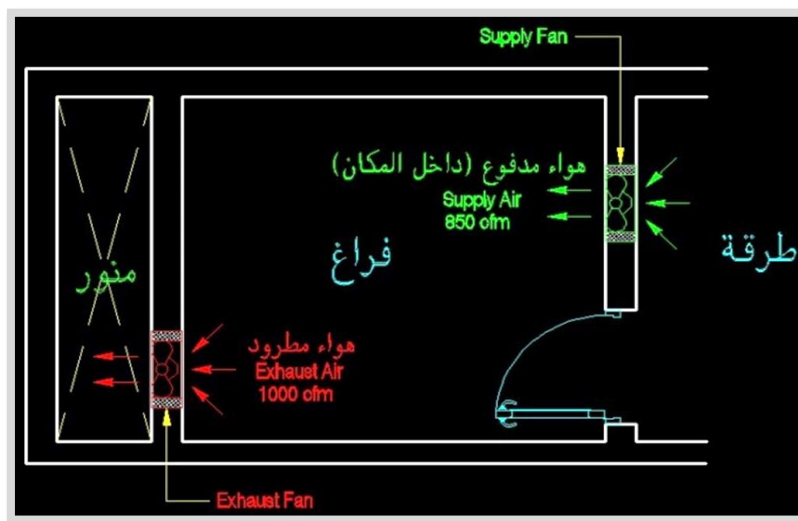 Supply Fan
هواء مدفوع (داخل المكان)
Supply Air
850 cfm
طرقة
فراغ
منور
هواء مطرود
Exhaust Air
1000 cfm
Exhaust Fan